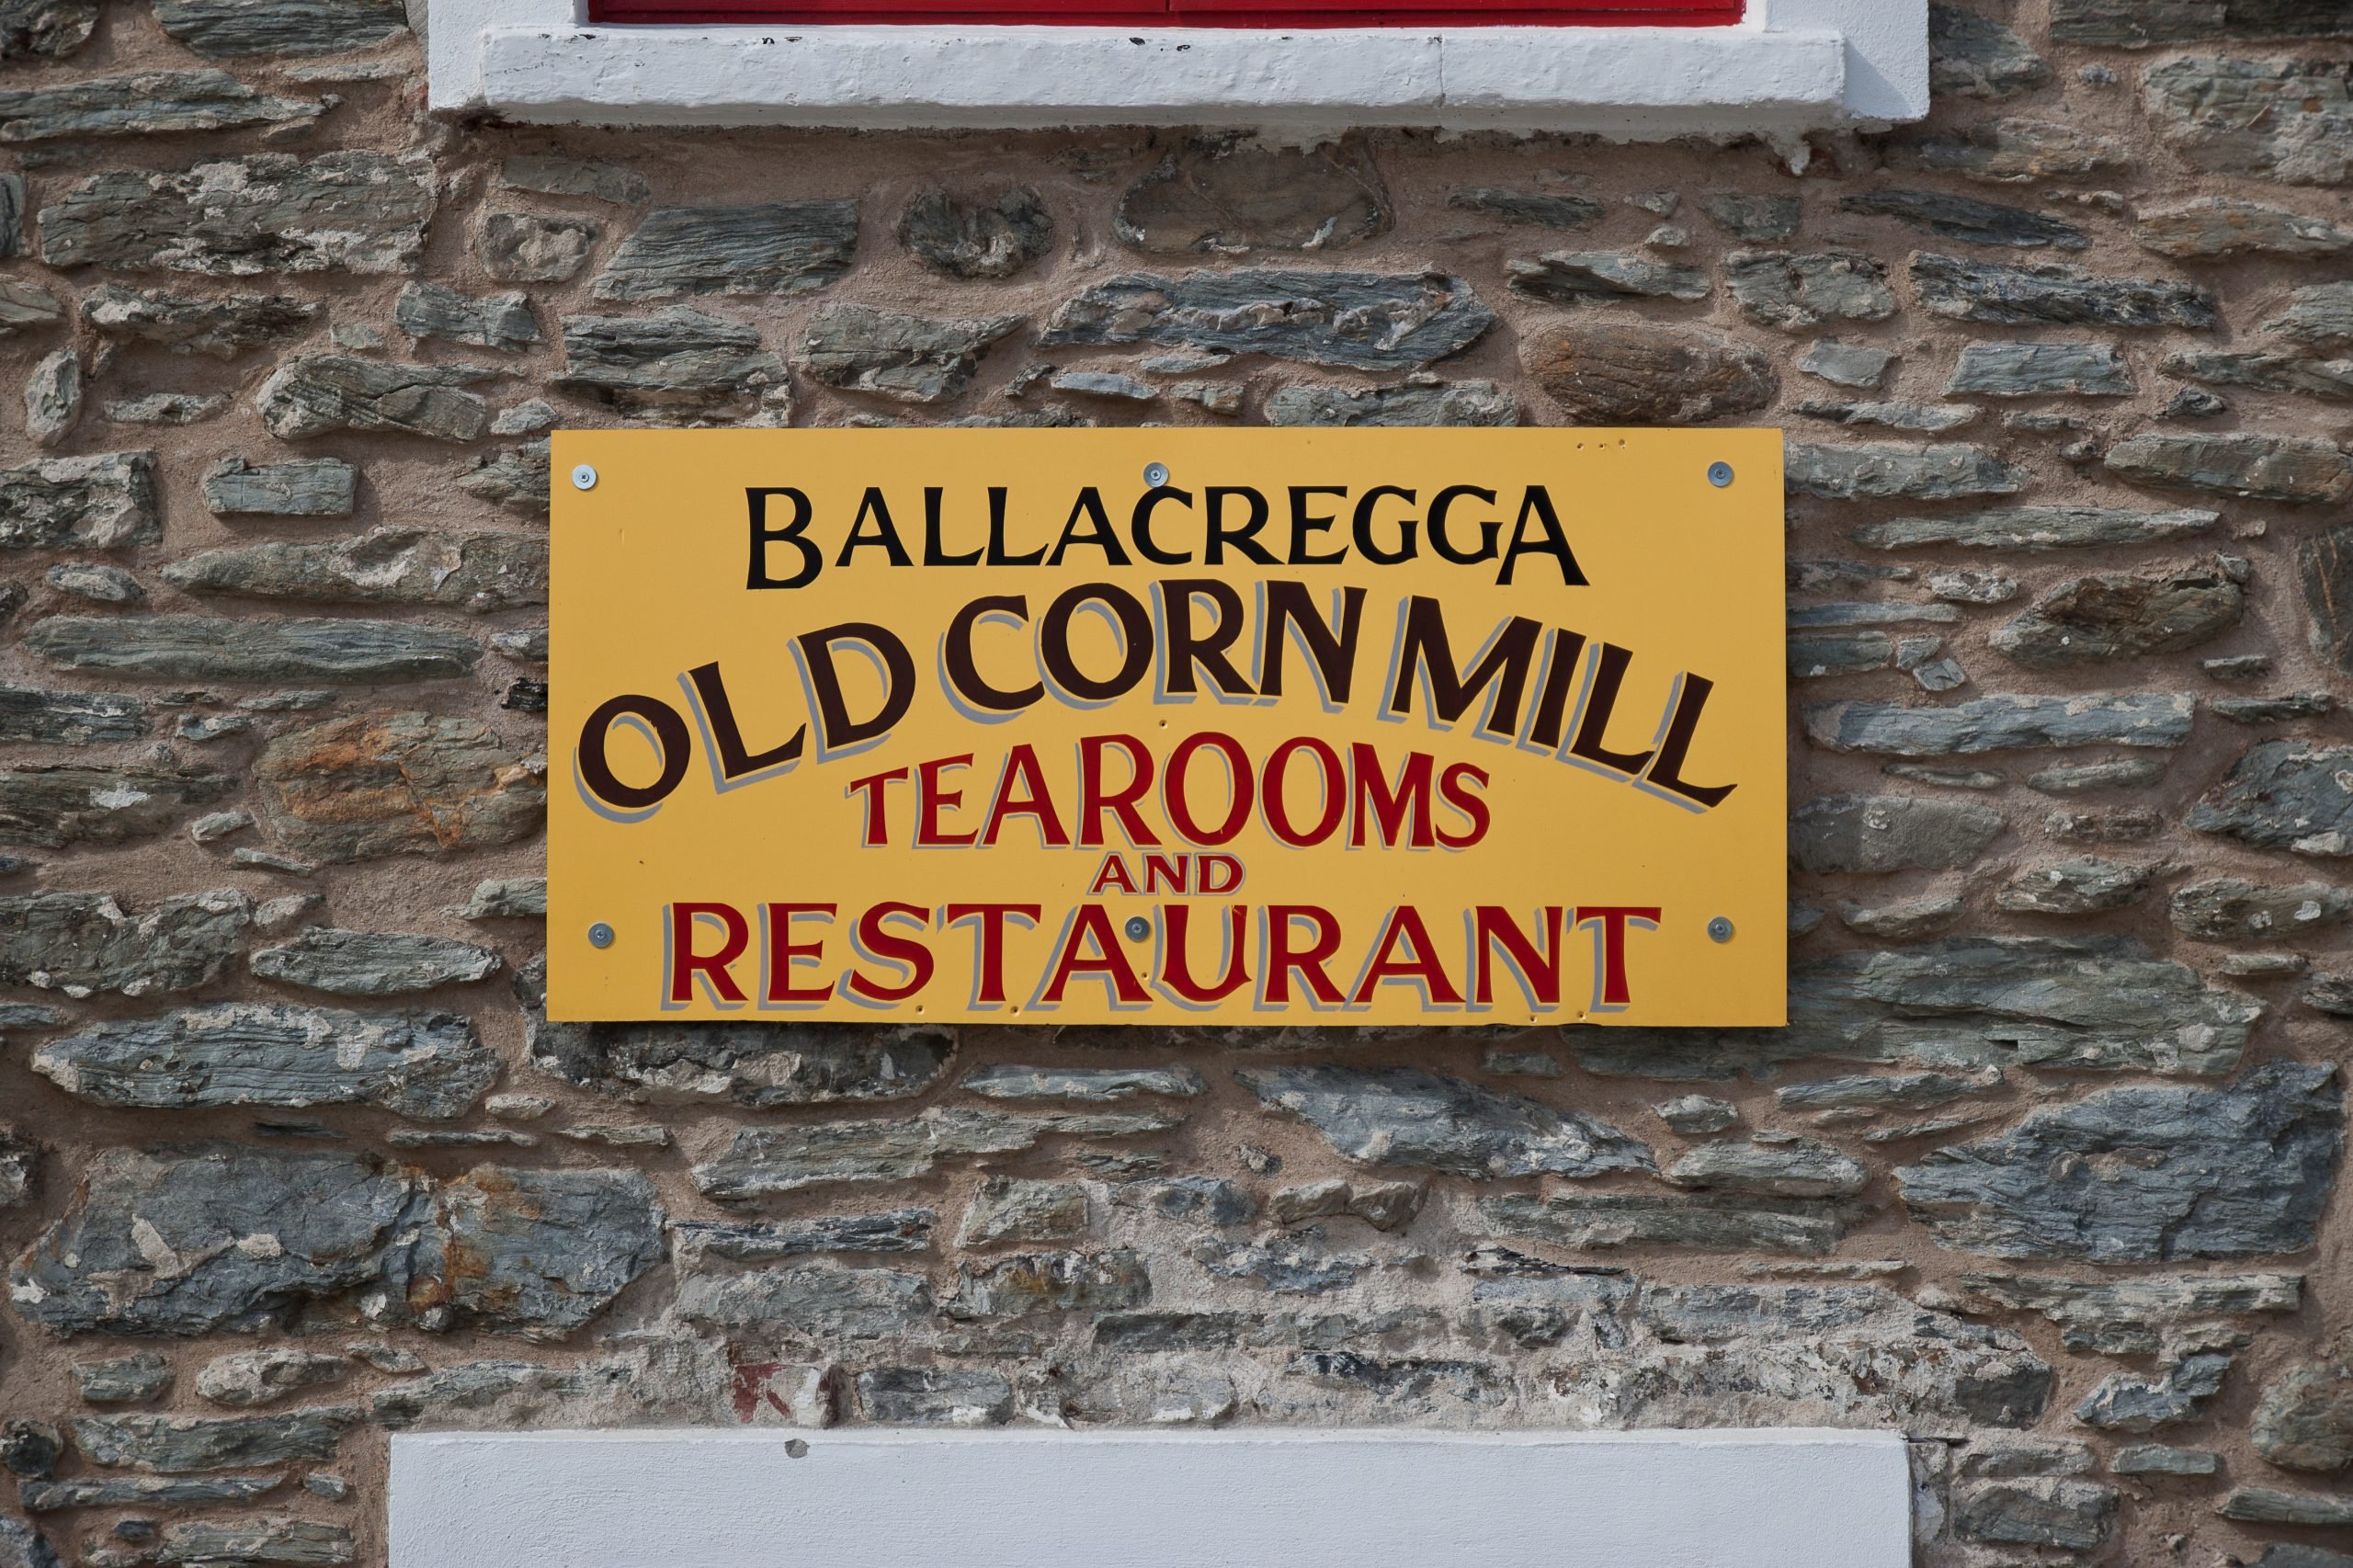 BALLACREGGA
OLD CORN MILL
TEAROOMS
AND
RESTAURANT